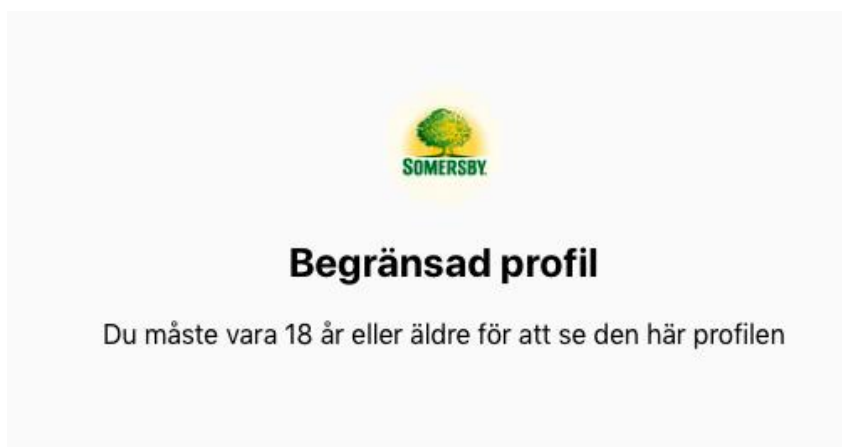 SOMERSBY
Begränsad profil
Du måste vara 18 år eller äldre för att se den här profilen